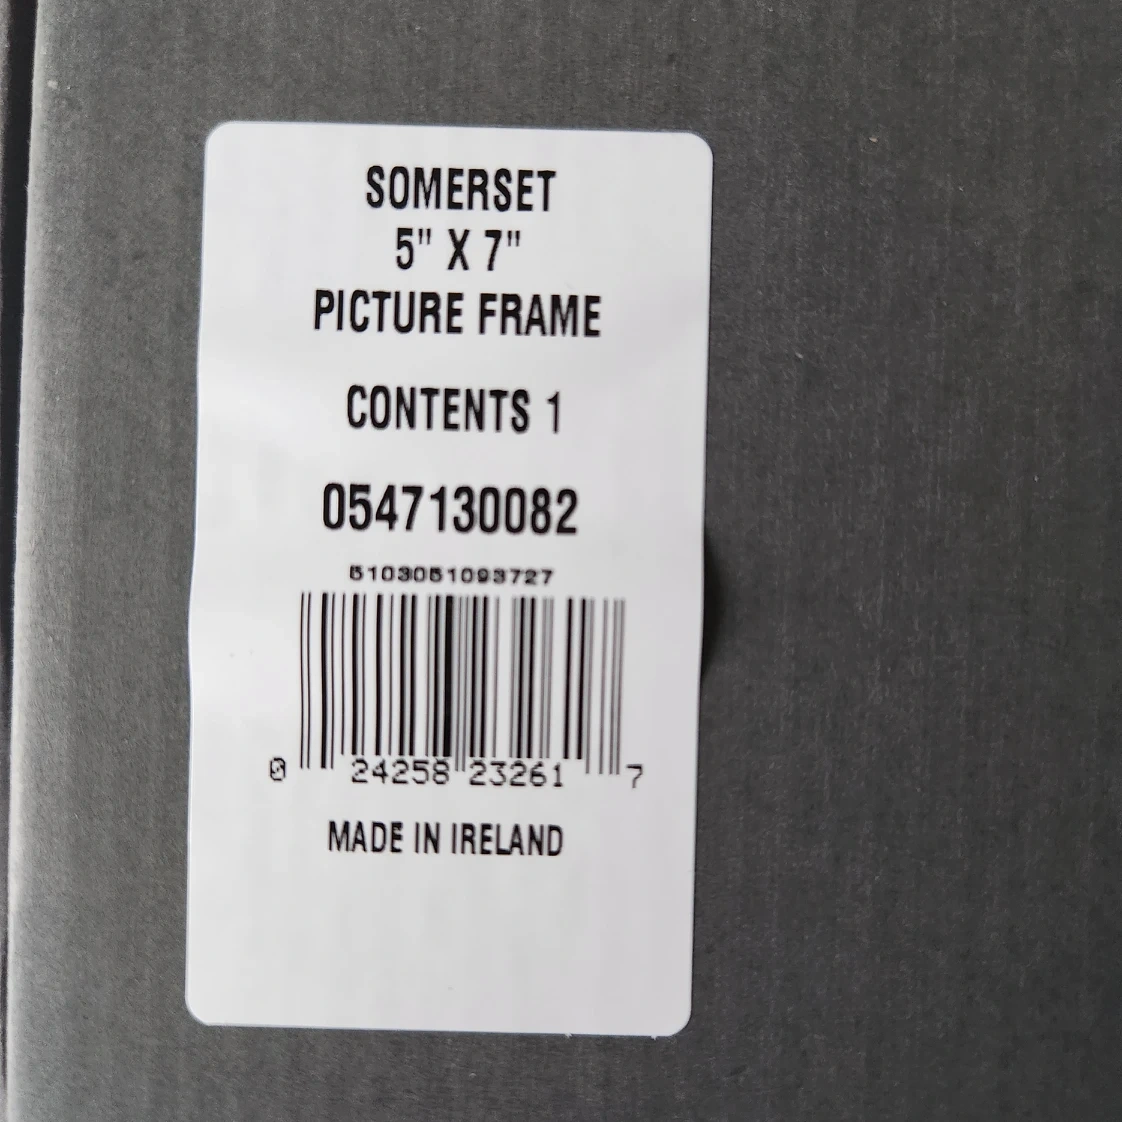 SOMERSET
5" X 7"
PICTURE FRAME
CONTENTS 1
0547130082
5103051093727
0 24258 23261 7
MADE IN IRELAND